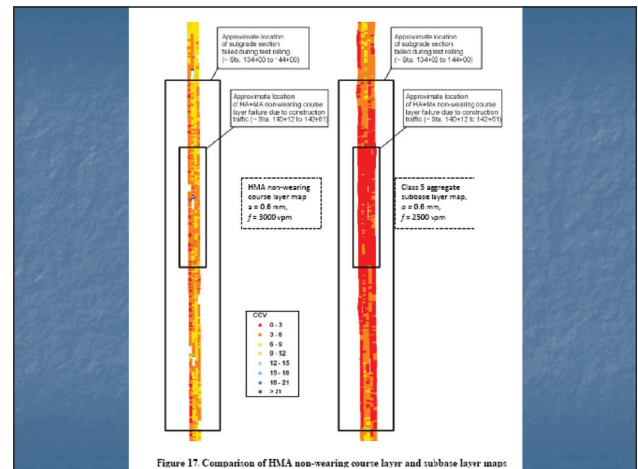 Approximate location
of subgrade section
failed during test rolling
(~ Sta. 134+00 to 144+00)
Approximate location
of HA+MA non-wearing course
layer failure due to construction
traffic (~ Sta. 140+12 to 142+61)
HMA non-wearing
course layer map
a = 0.6 mm,
f = 3000 vpm
CCV
0 - 3
3 - 6
6 - 9
9 - 12
12 - 15
15 - 18
18 - 21
> 21
Approximate location
of subgrade section
failed during test rolling
(~ Sta. 134+00 to 144+00)
Approximate location
of HA+MA non-wearing course
layer failure due to construction
traffic (~ Sta. 140+12 to 142+61)
Class 5 aggregate
subbase layer map,
a = 0.6 mm,
f = 2500 vpm
Figure 17. Comparison of HMA non-wearing course layer and subbase layer maps